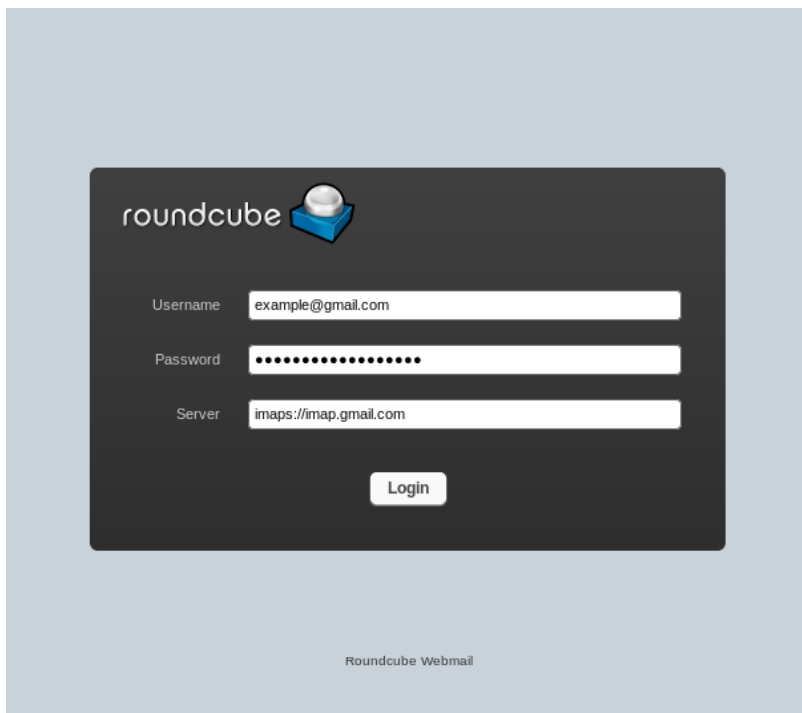 roundcube
Username example@gmail.com
Password ••••••••••••••••••
Server imaps://imap.gmail.com
Login
Roundcube Webmail